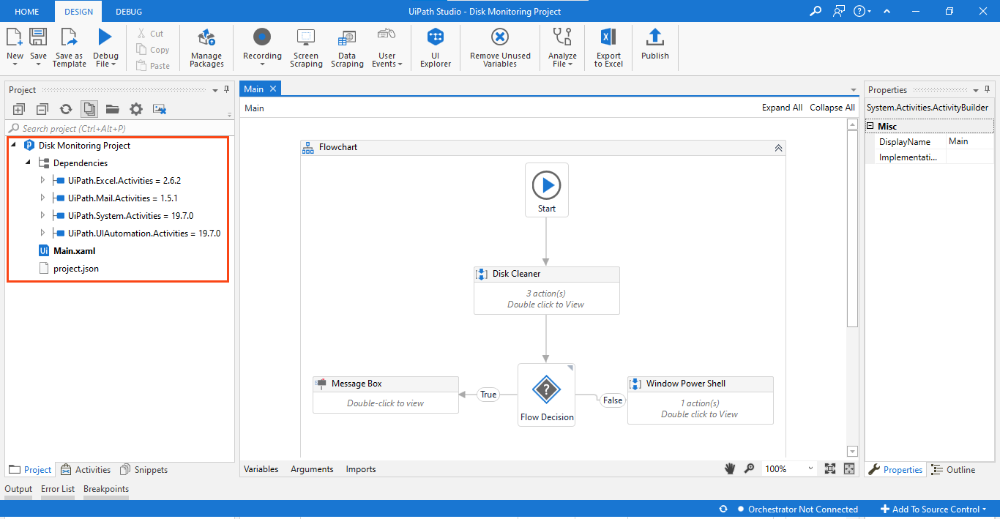 HOME DESIGN DEBUG UiPath Studio - Disk Monitoring Project
New Save Save as Template Debug File
Cut
Copy
Paste
Manage Packages
Recording
Screen Scraping
Data Scraping
User Events
UI Explorer
Remove Unused Variables
Analyze File
Export to Excel
Publish
Project
Search project (Ctrl+Alt+P)
Disk Monitoring Project
Dependencies
UiPath.Excel.Activities = 2.6.2
UiPath.Mail.Activities = 1.5.1
UiPath.System.Activities = 19.7.0
UiPath.UIAutomation.Activities = 19.7.0
Ui Main.xaml
project.json
Project Activities Snippets
Main
Main Expand All Collapse All
Flowchart
Start
Disk Cleaner
3 action(s)
Double click to View
Message Box
Double-click to view
True
?
Flow Decision
False
Window Power Shell
1 action(s)
Double click to View
Variables Arguments Imports 100%
Properties
System.Activities.ActivityBuilder
Misc
DisplayName Main
Implementati...
Properties Outline
Output Error List Breakpoints
Orchestrator Not Connected Add To Source Control